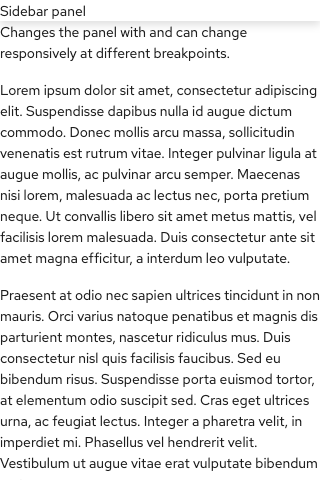 Sidebar panel
Changes the panel with and can change
responsively at different breakpoints.
Lorem ipsum dolor sit amet, consectetur adipiscing
elit. Suspendisse dapibus nulla id augue dictum
commodo. Donec mollis arcu massa, sollicitudin
venenatis est rutrum vitae. Integer pulvinar ligula at
augue mollis, ac pulvinar arcu semper. Maecenas
nisi lorem, malesuada ac lectus nec, porta pretium
neque. Ut convallis libero sit amet metus mattis, vel
facilisis lorem malesuada. Duis consectetur ante sit
amet magna efficitur, a interdum leo vulputate.
Praesent at odio nec sapien ultrices tincidunt in non
mauris. Orci varius natoque penatibus et magnis dis
parturient montes, nascetur ridiculus mus. Duis
consectetur nisl quis facilisis faucibus. Sed eu
bibendum risus. Suspendisse porta euismod tortor,
at elementum odio suscipit sed. Cras eget ultrices
urna, ac feugiat lectus. Integer a pharetra velit, in
imperdiet mi. Phasellus vel hendrerit velit.
Vestibulum ut augue vitae erat vulputate bibendum